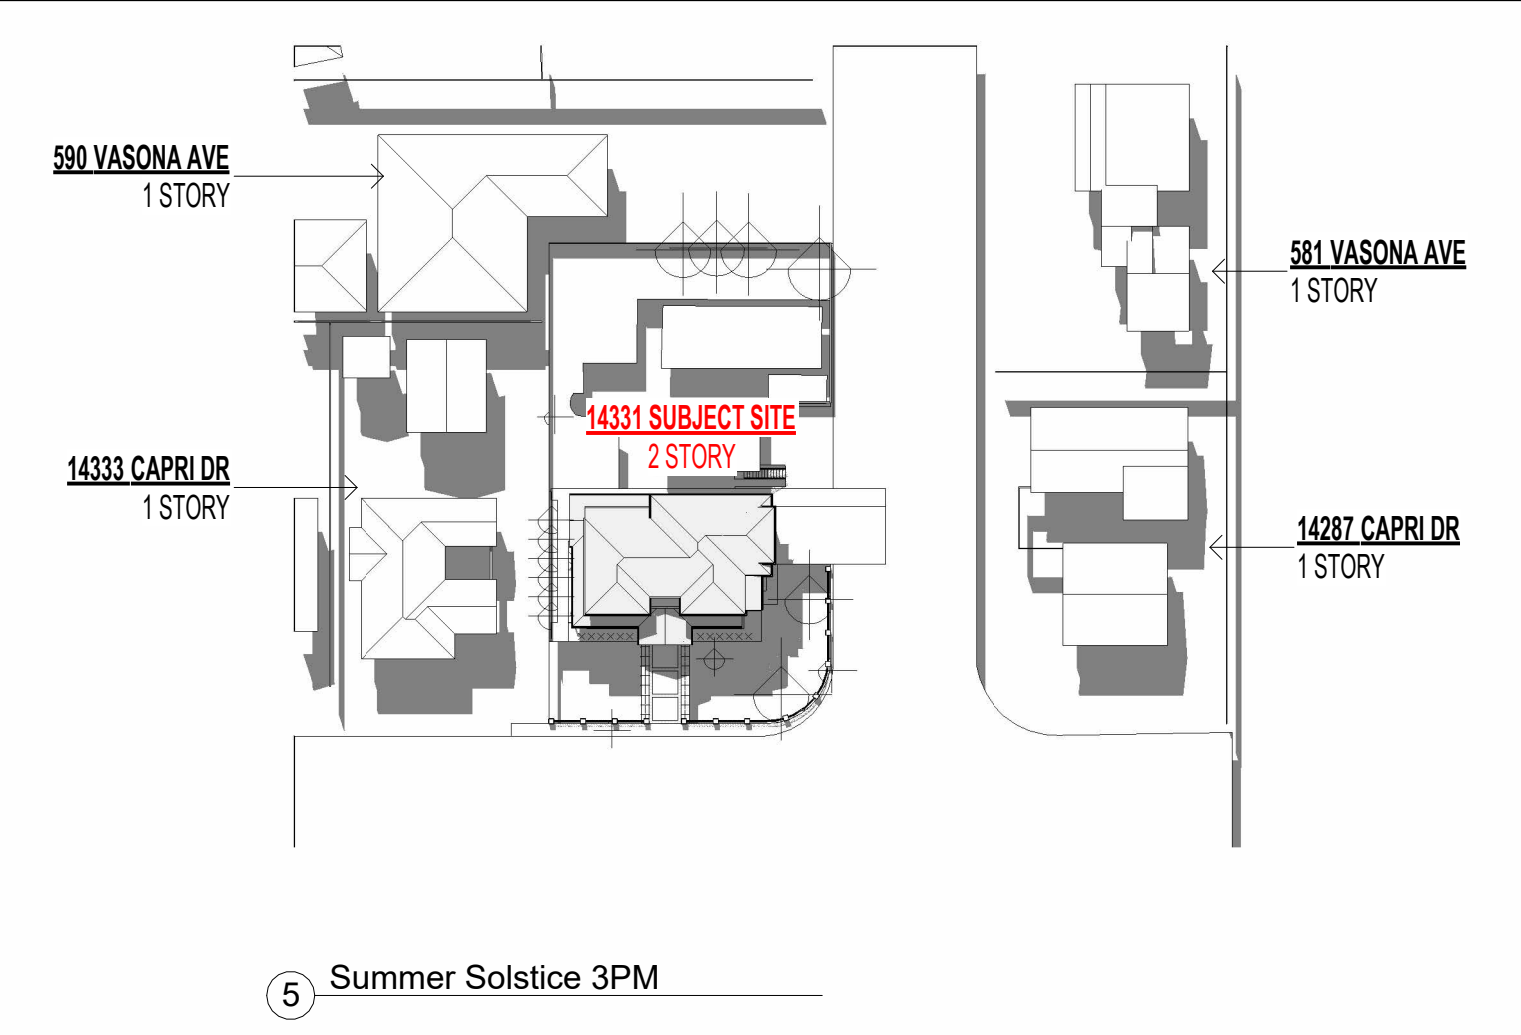 590 VASONA AVE
1 STORY
581 VASONA AVE
1 STORY
14331 SUBJECT SITE
2 STORY
14333 CAPRI DR
1 STORY
14287 CAPRI DR
1 STORY
5
Summer Solstice 3PM